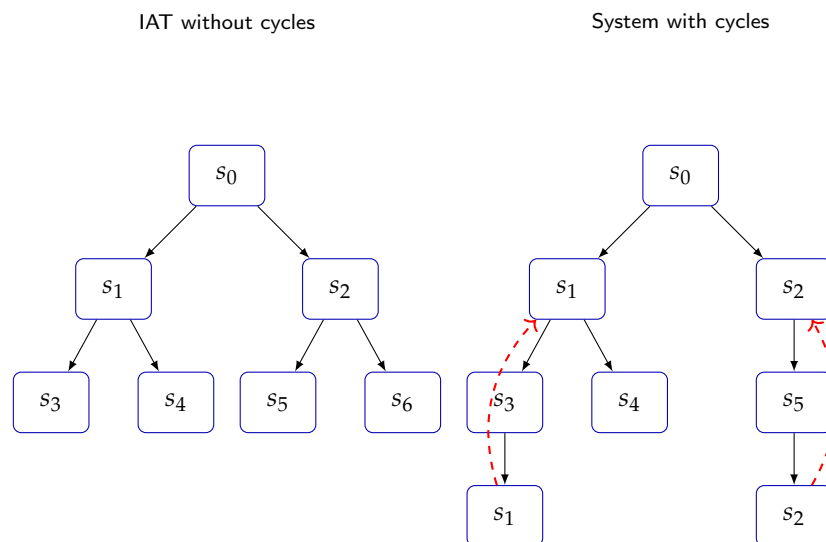 IAT without cycles
System with cycles
s0
s0
s1
s2
s1
s2
s3
s4
s5
s6
s3
s4
s5
s1
s2